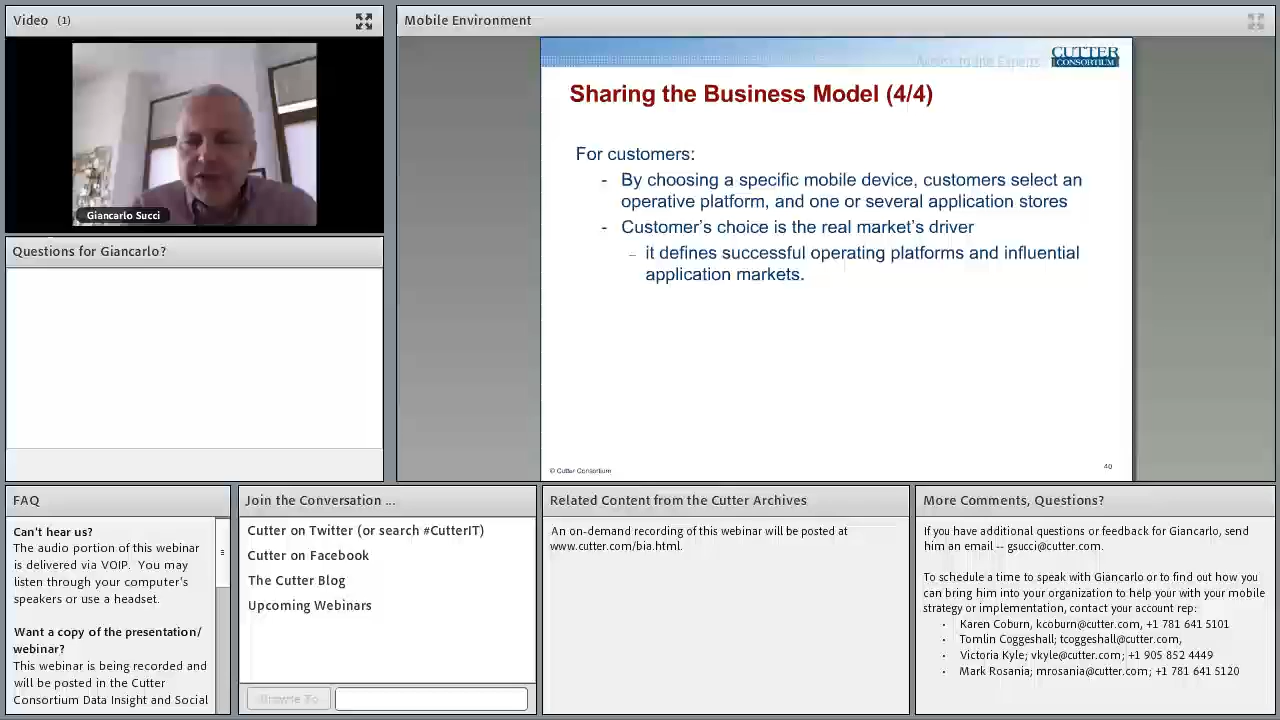 Video (1)
Giancarlo Succi
Questions for Giancarlo?
Mobile Environment
Access to the Experts
CUTTER
CONSORTIUM
Sharing the Business Model (4/4)
For customers:
- By choosing a specific mobile device, customers select an
operative platform, and one or several application stores
- Customer's choice is the real market's driver
– it defines successful operating platforms and influential
application markets.
© Cutter Consortium
40
FAQ
Can't hear us?
The audio portion of this webinar
is delivered via VOIP. You may
listen through your computer's
speakers or use a headset.
Want a copy of the presentation/
webinar?
This webinar is being recorded and
will be posted in the Cutter
Consortium Data Insight and Social
Join the Conversation ...
Cutter on Twitter (or search #CutterIT)
Cutter on Facebook
The Cutter Blog
Upcoming Webinars
Browse To
Related Content from the Cutter Archives
An on-demand recording of this webinar will be posted at
www.cutter.com/bia.html.
More Comments, Questions?
If you have additional questions or feedback for Giancarlo, send
him an email -- gsucci@cutter.com.
To schedule a time to speak with Giancarlo or to find out how you
can bring him into your organization to help your with your mobile
strategy or implementation, contact your account rep:
• Karen Coburn, kcoburn@cutter.com, +1 781 641 5101
• Tomlin Coggeshall; tcoggeshall@cutter.com,
• Victoria Kyle; vkyle@cutter.com; +1 905 852 4449
• Mark Rosania; mrosania@cutter.com; +1 781 641 5120